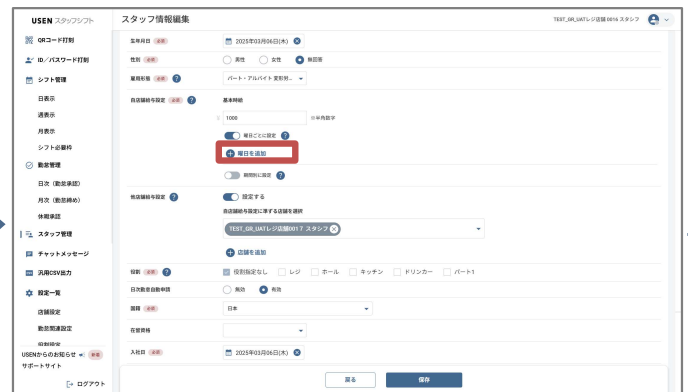 USEN スタッフシフト
スタッフ情報編集
TEST_GR_UATレジ店舗 0016 スタシフ
QRコード打刻
ID／パスワード打刻
シフト管理
日表示
週表示
月表示
シフト必要枠
勤怠管理
日次（勤怠承認）
月次（勤怠締め）
休暇承認
スタッフ管理
チャットメッセージ
汎用CSV出力
設定一覧
店舗設定
勤怠関連設定
役割設定
USENからのお知らせ 新着
サポートサイト
ログアウト
生年月日 必須
2025年03月06日(木)
性別 必須
男性 女性 無回答
雇用形態 必須 ?
パート・アルバイト 変形労...
自店舗給与設定 必須 ?
基本時給
1000 ※半角数字
曜日ごとに設定 ?
曜日を追加
期間別に設定 ?
他店舗給与設定 ?
設定する
自店舗給与設定に準ずる店舗を選択
TEST_GR_UATレジ店舗0017 スタシフ
店舗を追加
役割 必須 ?
役割指定なし レジ ホール キッチン ドリンカー パート1
日次勤怠自動申請
無効 有効
国籍 必須
日本
在留資格
入社日 必須
2025年03月06日(木)
戻る 保存